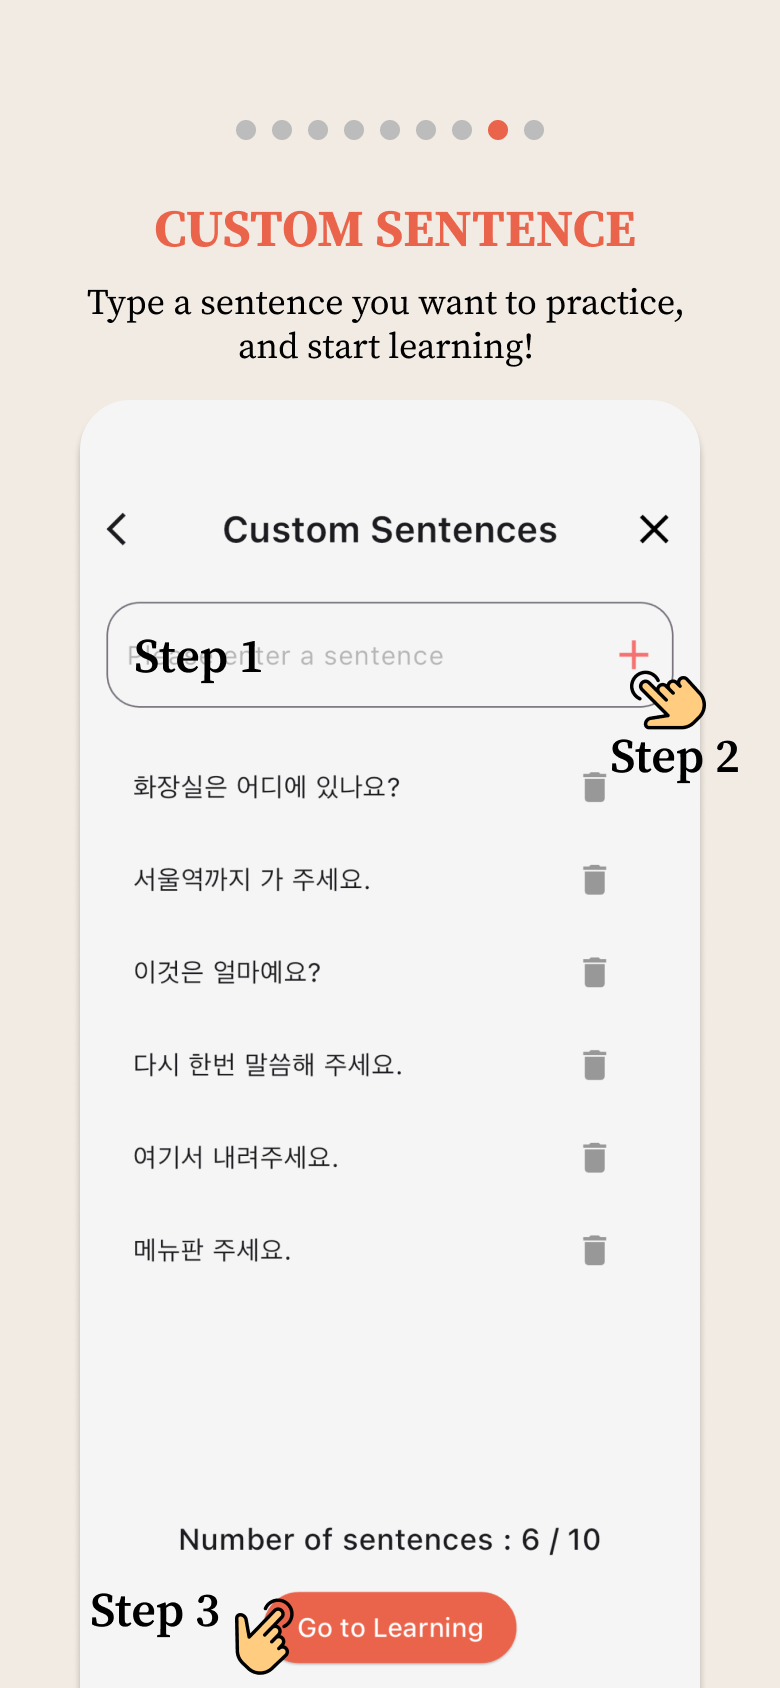 CUSTOM SENTENCE
Type a sentence you want to practice,
and start learning!
Custom Sentences
Please enter a sentence
Step 1
Step 2
화장실은 어디에 있나요?
서울역까지 가 주세요.
이것은 얼마예요?
다시 한번 말씀해 주세요.
여기서 내려주세요.
메뉴판 주세요.
Number of sentences : 6 / 10
Step 3
Go to Learning